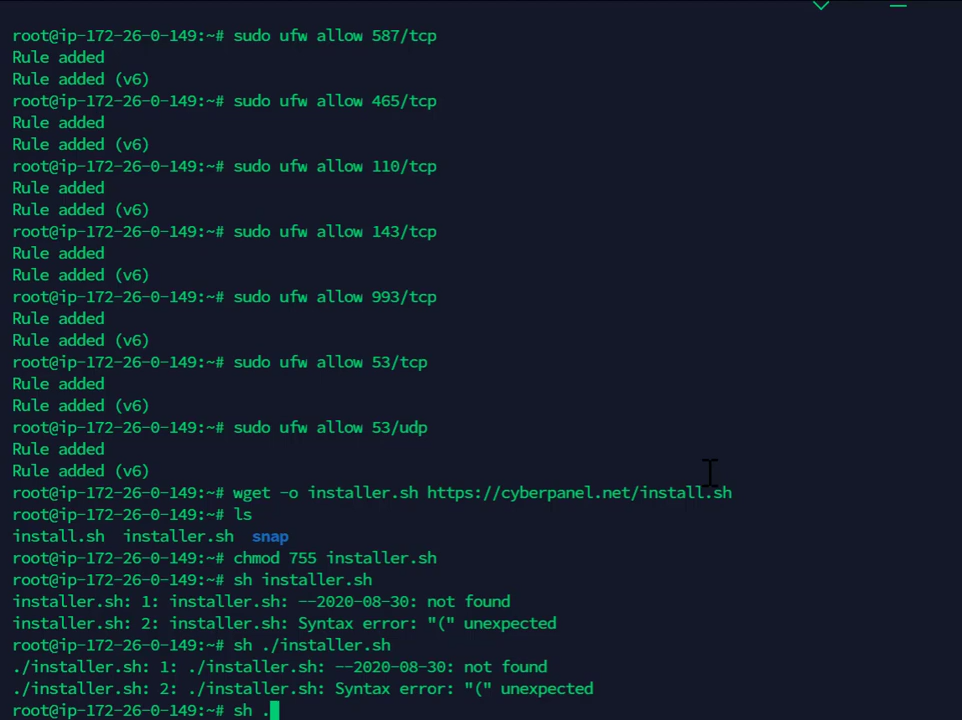 root@ip-172-26-0-149:~# sudo ufw allow 587/tcp
Rule added
Rule added (v6)
root@ip-172-26-0-149:~# sudo ufw allow 465/tcp
Rule added
Rule added (v6)
root@ip-172-26-0-149:~# sudo ufw allow 110/tcp
Rule added
Rule added (v6)
root@ip-172-26-0-149:~# sudo ufw allow 143/tcp
Rule added
Rule added (v6)
root@ip-172-26-0-149:~# sudo ufw allow 993/tcp
Rule added
Rule added (v6)
root@ip-172-26-0-149:~# sudo ufw allow 53/tcp
Rule added
Rule added (v6)
root@ip-172-26-0-149:~# sudo ufw allow 53/udp
Rule added
Rule added (v6)
root@ip-172-26-0-149:~# wget -o installer.sh https://cyberpanel.net/install.sh
root@ip-172-26-0-149:~# ls
install.sh  installer.sh  snap
root@ip-172-26-0-149:~# chmod 755 installer.sh
root@ip-172-26-0-149:~# sh installer.sh
installer.sh: 1: installer.sh: --2020-08-30: not found
installer.sh: 2: installer.sh: Syntax error: "(" unexpected
root@ip-172-26-0-149:~# sh ./installer.sh
./installer.sh: 1: ./installer.sh: --2020-08-30: not found
./installer.sh: 2: ./installer.sh: Syntax error: "(" unexpected
root@ip-172-26-0-149:~# sh .